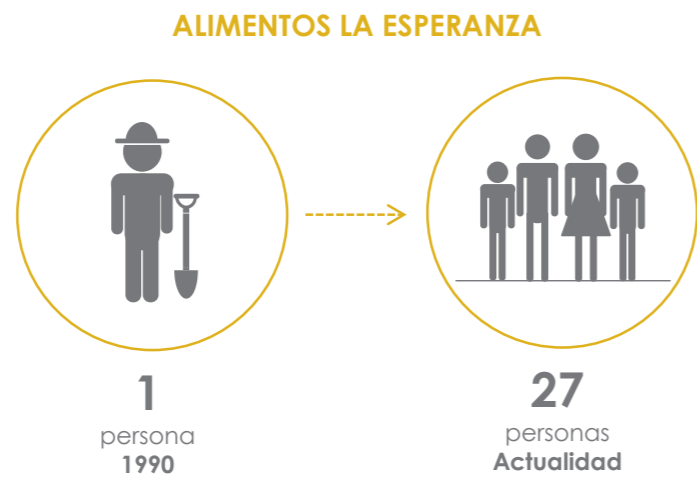 ALIMENTOS LA ESPERANZA
1
persona
1990
27
personas
Actualidad